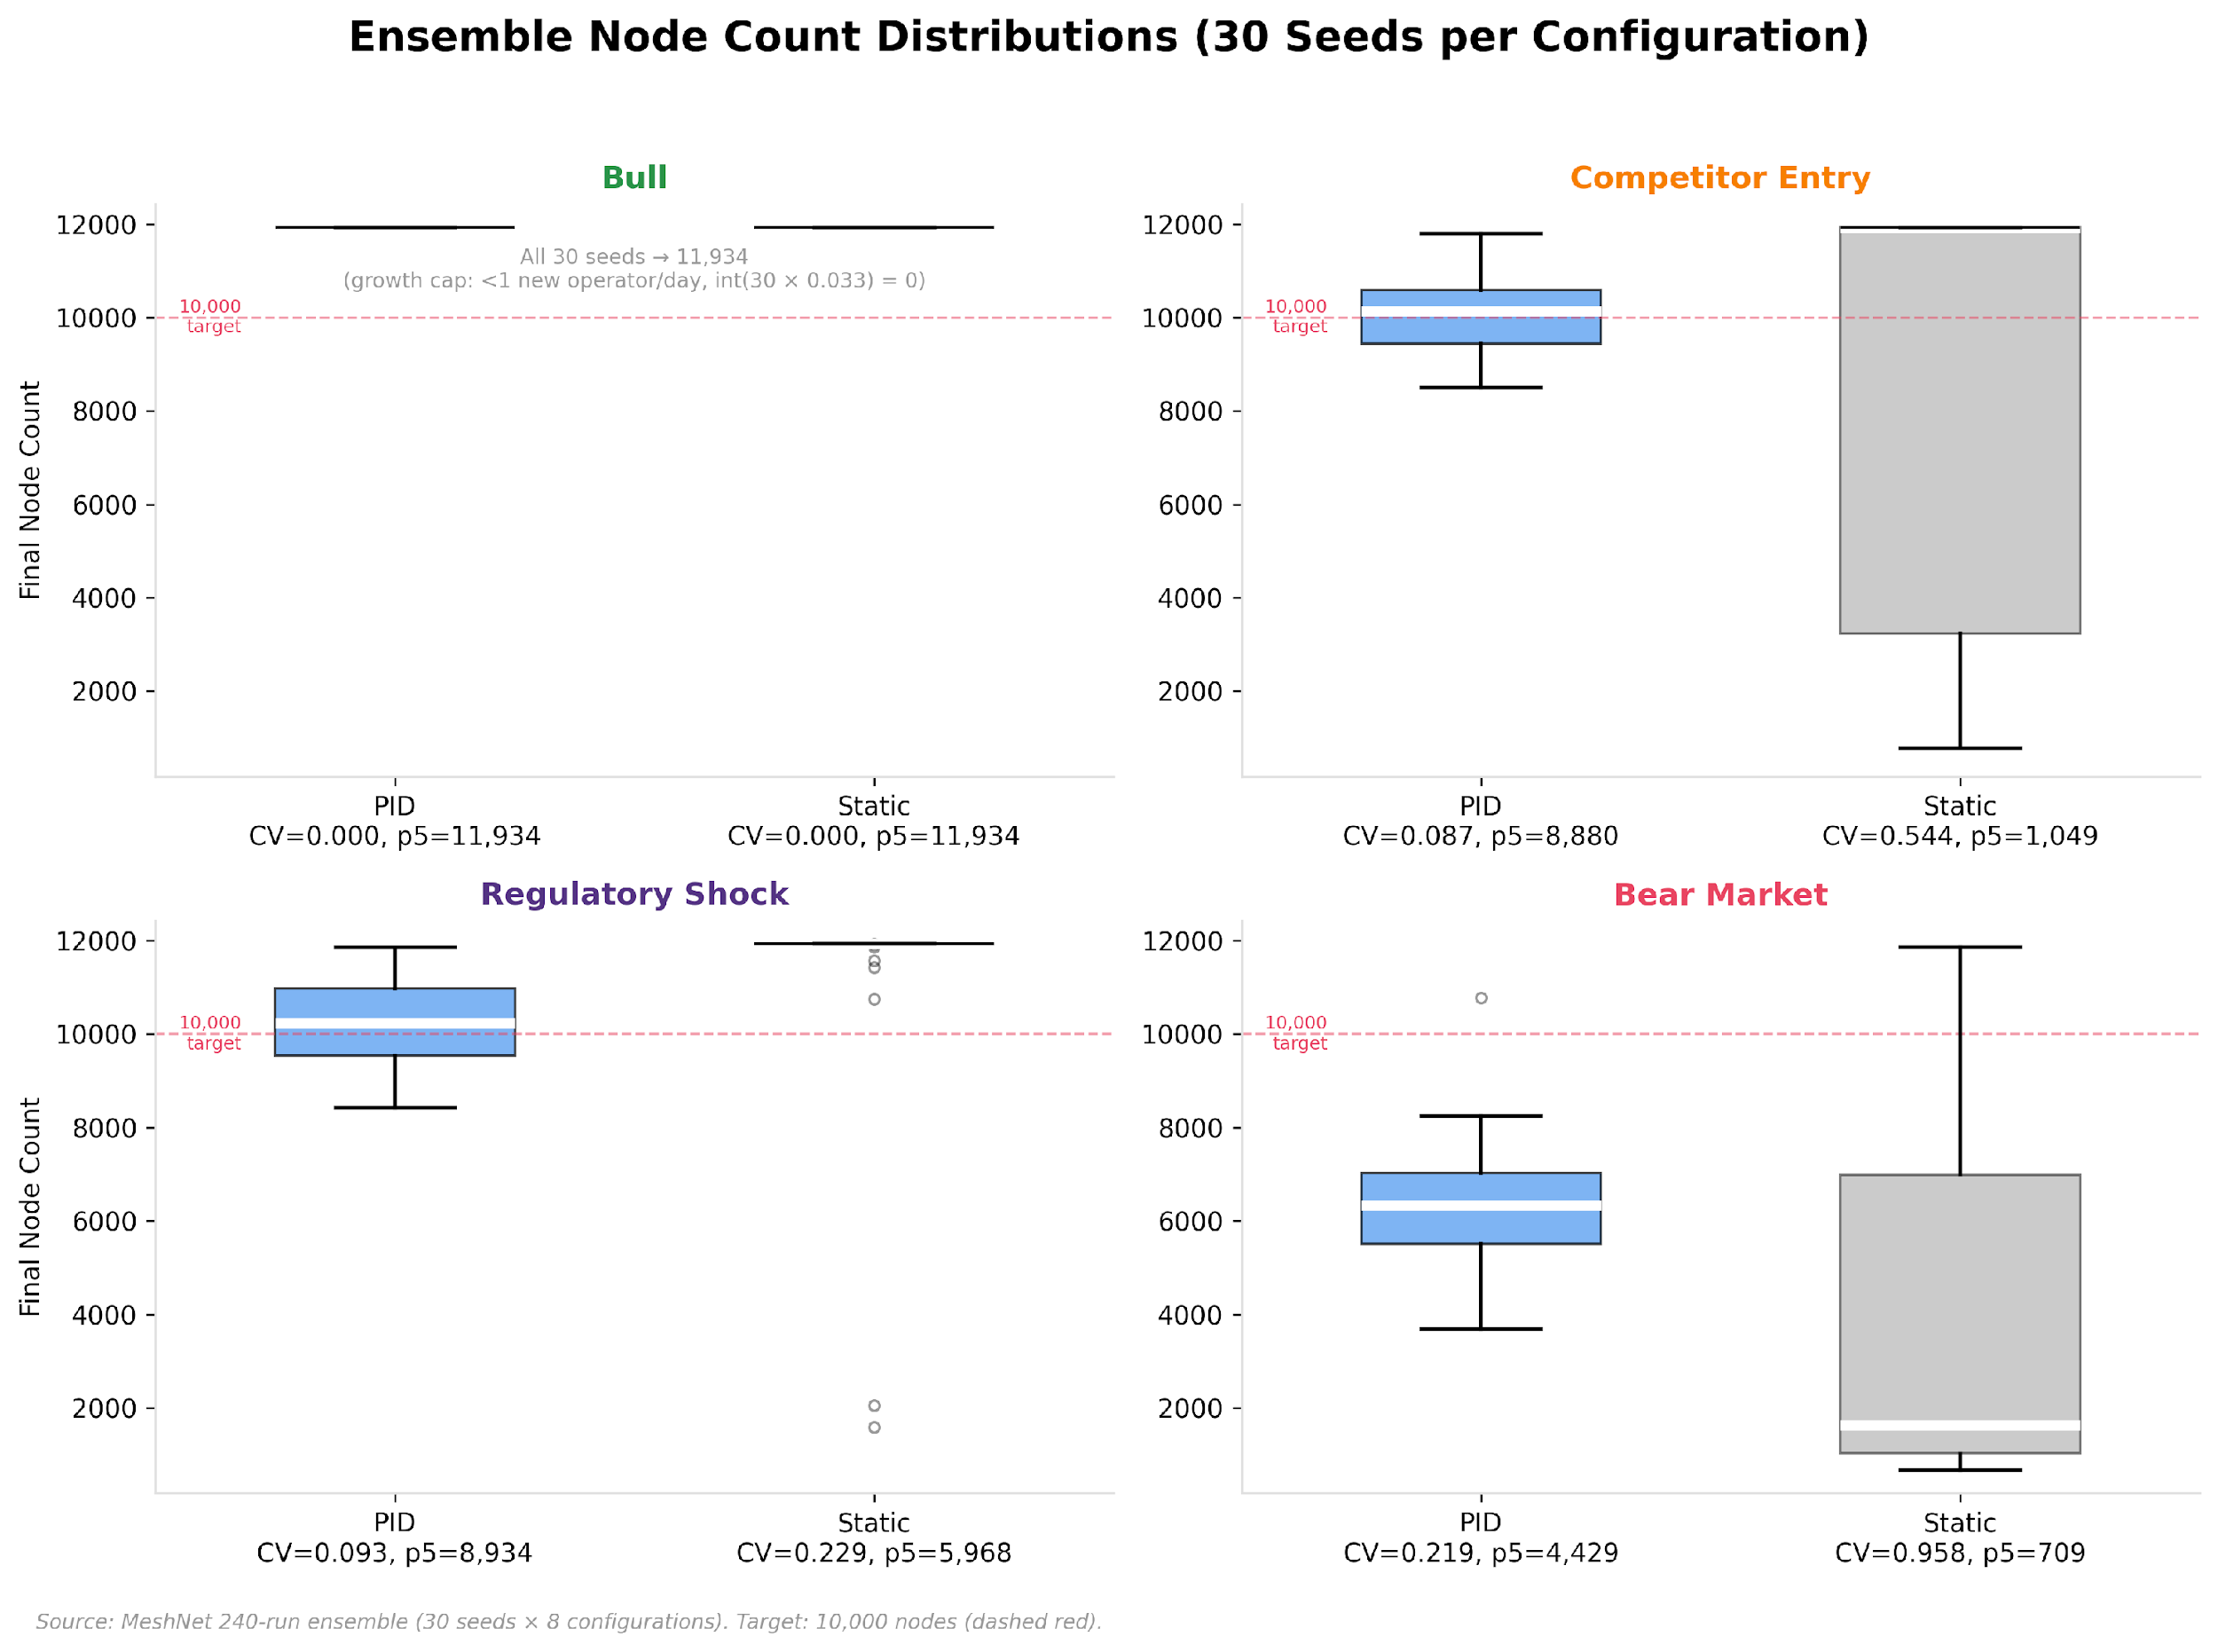 Ensemble Node Count Distributions (30 Seeds per Configuration)
Bull
Final Node Count
12000
10000
8000
6000
4000
2000
All 30 seeds → 11,934
(growth cap: <1 new operator/day, int(30 × 0.033) = 0)
10,000
target
PID
CV=0.000, p5=11,934
Static
CV=0.000, p5=11,934
Competitor Entry
12000
10000
8000
6000
4000
2000
10,000
target
PID
CV=0.087, p5=8,880
Static
CV=0.544, p5=1,049
Regulatory Shock
Final Node Count
12000
10000
8000
6000
4000
2000
10,000
target
PID
CV=0.093, p5=8,934
Static
CV=0.229, p5=5,968
Bear Market
12000
10000
8000
6000
4000
2000
10,000
target
PID
CV=0.219, p5=4,429
Static
CV=0.958, p5=709
Source: MeshNet 240-run ensemble (30 seeds × 8 configurations). Target: 10,000 nodes (dashed red).